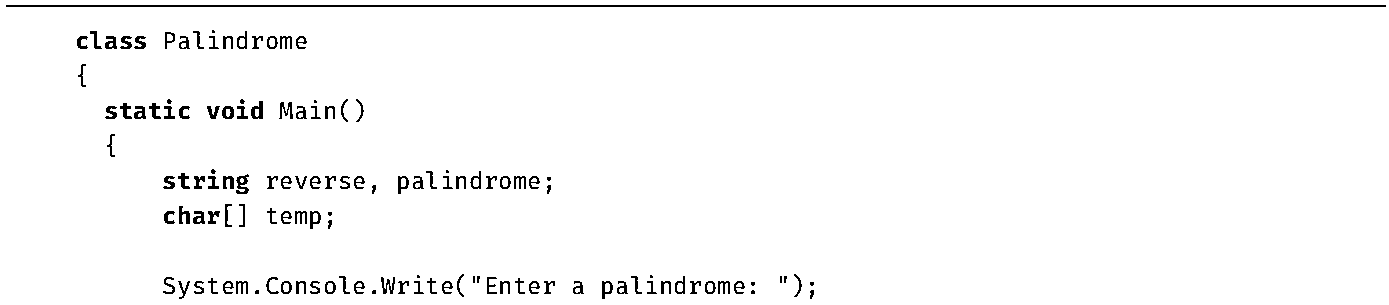 class Palindrome
{
  static void Main()
  {
      string reverse, palindrome;
      char[] temp;

      System.Console.Write("Enter a palindrome: ");